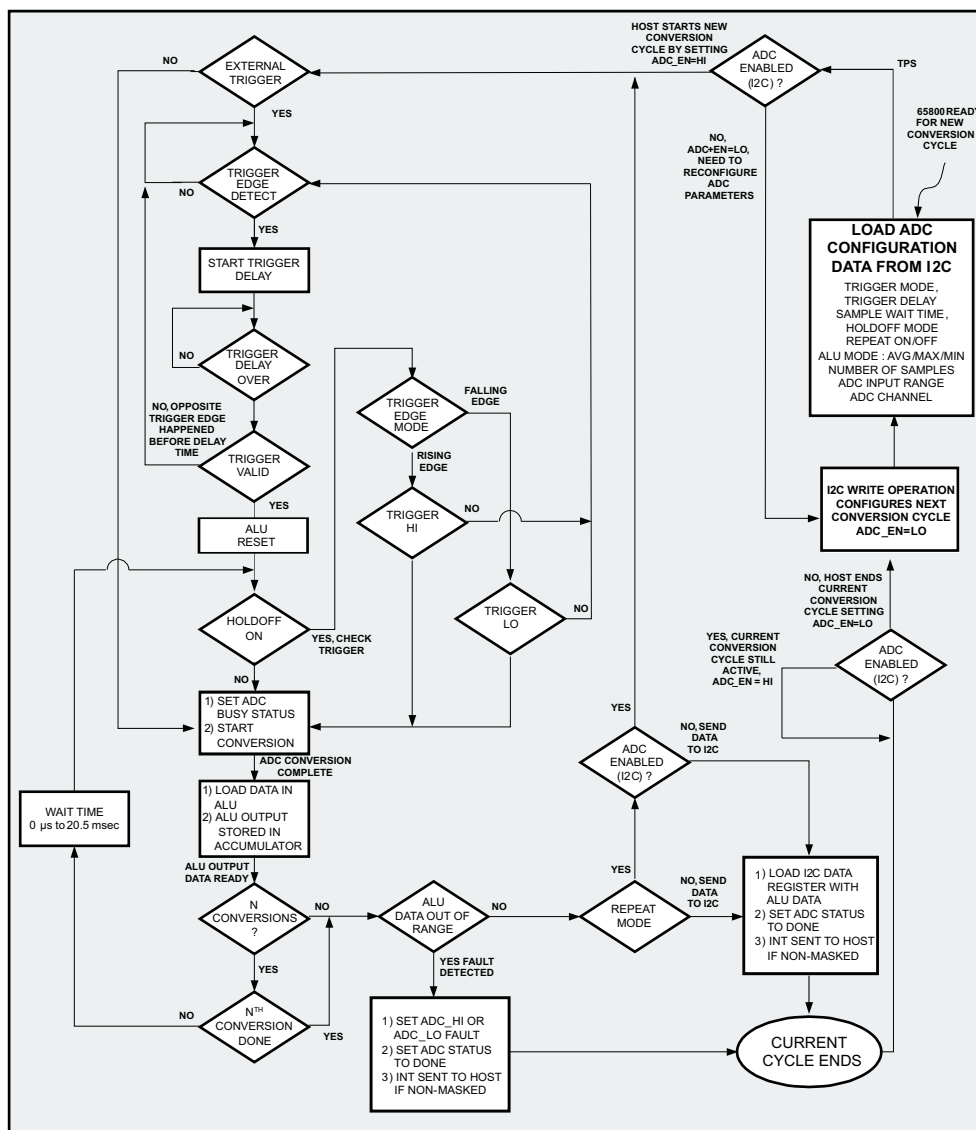 HOST STARTS NEW
CONVERSION
CYCLE BY SETTING
ADC_EN=HI
NO
EXTERNAL
TRIGGER
YES
ADC
ENABLED
(I2C) ?
TPS
65800 READY
FOR NEW
CONVERSION
CYCLE
NO,
ADC+EN=LO,
NEED TO
RECONFIGURE
ADC
PARAMETERS
TRIGGER
EDGE
DETECT
NO
YES
START TRIGGER
DELAY
LOAD ADC
CONFIGURATION
DATA FROM I2C
TRIGGER MODE,
TRIGGER DELAY
SAMPLE WAIT TIME,
HOLDOFF MODE
REPEAT ON/OFF
ALU MODE : AVG/MAX/MIN
NUMBER OF SAMPLES
ADC INPUT RANGE
ADC CHANNEL
NO
TRIGGER
DELAY
OVER
NO, OPPOSITE
TRIGGER EDGE
HAPPENED
BEFORE DELAY
TIME
TRIGGER
EDGE
MODE
FALLING
EDGE
RISING
EDGE
TRIGGER
VALID
YES
TRIGGER
HI
NO
I2C WRITE OPERATION
CONFIGURES NEXT
CONVERSION CYCLE
ADC_EN=LO
ALU
RESET
HOLDOFF
ON
YES, CHECK
TRIGGER
NO
TRIGGER
LO
NO
NO, HOST ENDS
CURRENT
CONVERSION
CYCLE SETTING
ADC_EN=LO
YES, CURRENT
CONVERSION
CYCLE STILL
ACTIVE,
ADC_EN = HI
ADC
ENABLED
(I2C) ?
1) SET ADC
BUSY STATUS
2) START
CONVERSION
ADC CONVERSION
COMPLETE
YES
ADC
ENABLED
(I2C) ?
NO, SEND
DATA
TO I2C
WAIT TIME
0 µs to 20.5 msec
1) LOAD DATA IN
ALU
2) ALU OUTPUT
STORED IN
ACCUMULATOR
ALU OUTPUT
DATA READY
N
CONVERSIONS
?
NO
YES
ALU
DATA OUT OF
RANGE
NO
YES FAULT
DETECTED
YES
REPEAT
MODE
NO, SEND
DATA
TO I2C
1) LOAD I2C DATA
REGISTER WITH
ALU DATA
2) SET ADC STATUS
TO DONE
3) INT SENT TO HOST
IF NON-MASKED
NO
NTH
CONVERSION
DONE
YES
1) SET ADC_HI OR
ADC_LO FAULT
2) SET ADC STATUS
TO DONE
3) INT SENT TO HOST
IF NON-MASKED
CURRENT
CYCLE ENDS